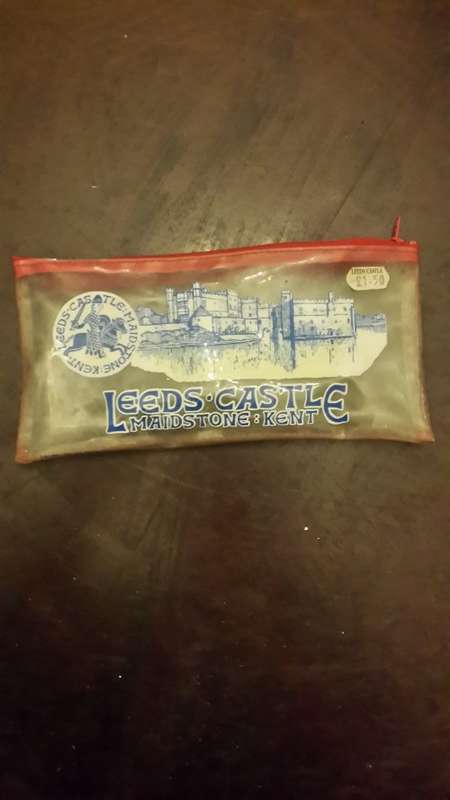 LEEDS CASTLE
£1.50
LEEDS·CASTLE·MAIDSTONE·KENT·
LEEDS·CASTLE
MAIDSTONE:KENT